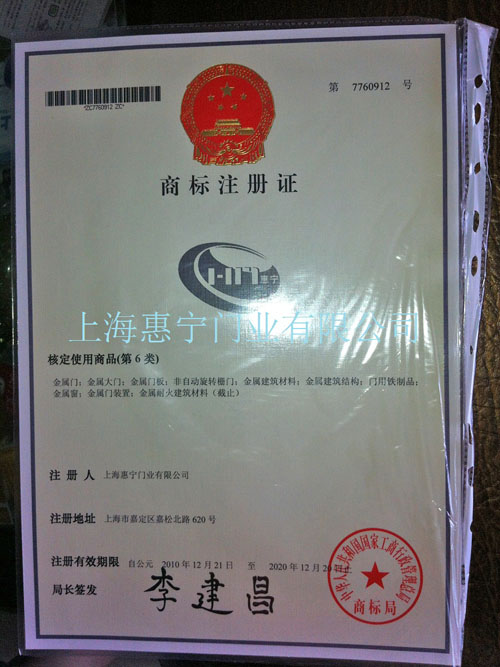 第 7760912 号
*ZC7760912 ZC*
商标注册证
惠宁
上海惠宁门业有限公司
核定使用商品(第 6 类)
金属门；金属大门；金属门板；非自动旋转栅门；金属建筑材料；金属建筑结构；门用铁制品；
金属窗；金属门装置；金属耐火建筑材料（截止）
注 册 人 上海惠宁门业有限公司
注册地址 上海市嘉定区嘉松北路 620 号
注册有效期限 自公元 2010 年 12 月 21 日 至 2020 年 12 月 20 日
局长签发 李建昌
中华人民共和国国家工商行政管理总局
商标局